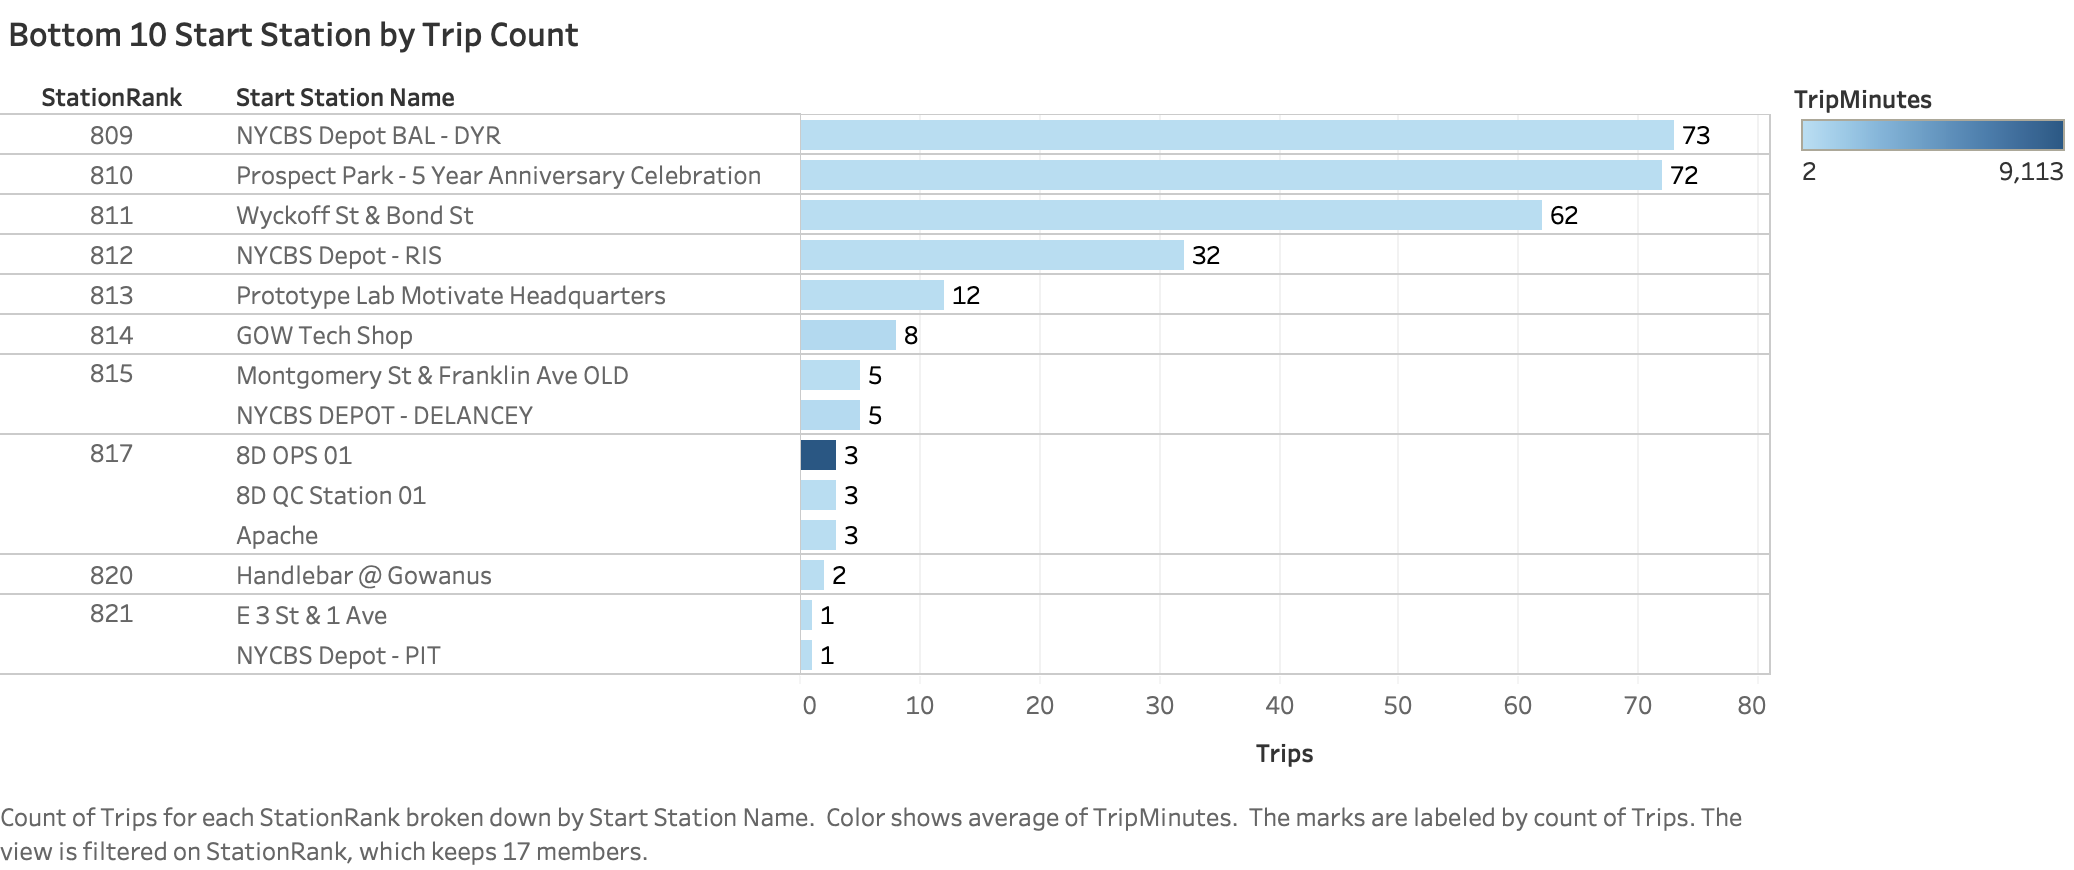 Bottom 10 Start Station by Trip Count
StationRank Start Station Name TripMinutes
809 NYCBS Depot BAL - DYR 73
2 9,113
810 Prospect Park - 5 Year Anniversary Celebration 72
811 Wyckoff St & Bond St 62
812 NYCBS Depot - RIS 32
813 Prototype Lab Motivate Headquarters 12
814 GOW Tech Shop 8
815 Montgomery St & Franklin Ave OLD 5
NYCBS DEPOT - DELANCEY 5
817 8D OPS 01 3
8D QC Station 01 3
Apache 3
820 Handlebar @ Gowanus 2
821 E 3 St & 1 Ave 1
NYCBS Depot - PIT 1
0 10 20 30 40 50 60 70 80
Trips
Count of Trips for each StationRank broken down by Start Station Name.  Color shows average of TripMinutes.  The marks are labeled by count of Trips. The
view is filtered on StationRank, which keeps 17 members.